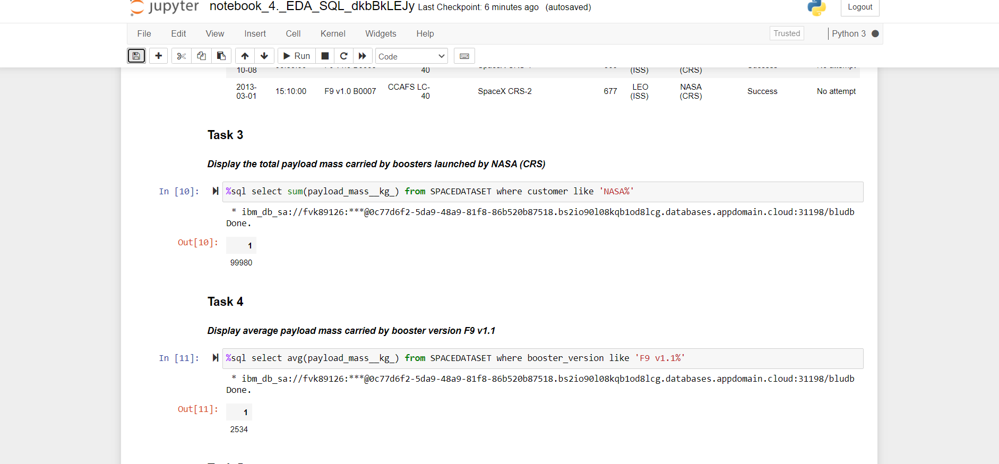 jupyter notebook_4._EDA_SQL_dkbBkLEJy Last Checkpoint: 6 minutes ago (autosaved) Logout
File Edit View Insert Cell Kernel Widgets Help Trusted Python 3
Run Code
10-08 40 (ISS) (CRS) Success No attempt
2013-03-01 15:10:00 F9 v1.0 B0007 CCAFS LC-40 SpaceX CRS-2 677 LEO (ISS) NASA (CRS) Success No attempt
Task 3
Display the total payload mass carried by boosters launched by NASA (CRS)
In [10]: %sql select sum(payload_mass__kg_) from SPACEDATASET where customer like 'NASA%'
* ibm_db_sa://fvk89126:***@0c77d6f2-5da9-48a9-81f8-86b520b87518.bs2io90l08kqb1od8lcg.databases.appdomain.cloud:31198/bludb
Done.
Out[10]: 1
99980
Task 4
Display average payload mass carried by booster version F9 v1.1
In [11]: %sql select avg(payload_mass__kg_) from SPACEDATASET where booster_version like 'F9 v1.1%'
* ibm_db_sa://fvk89126:***@0c77d6f2-5da9-48a9-81f8-86b520b87518.bs2io90l08kqb1od8lcg.databases.appdomain.cloud:31198/bludb
Done.
Out[11]: 1
2534